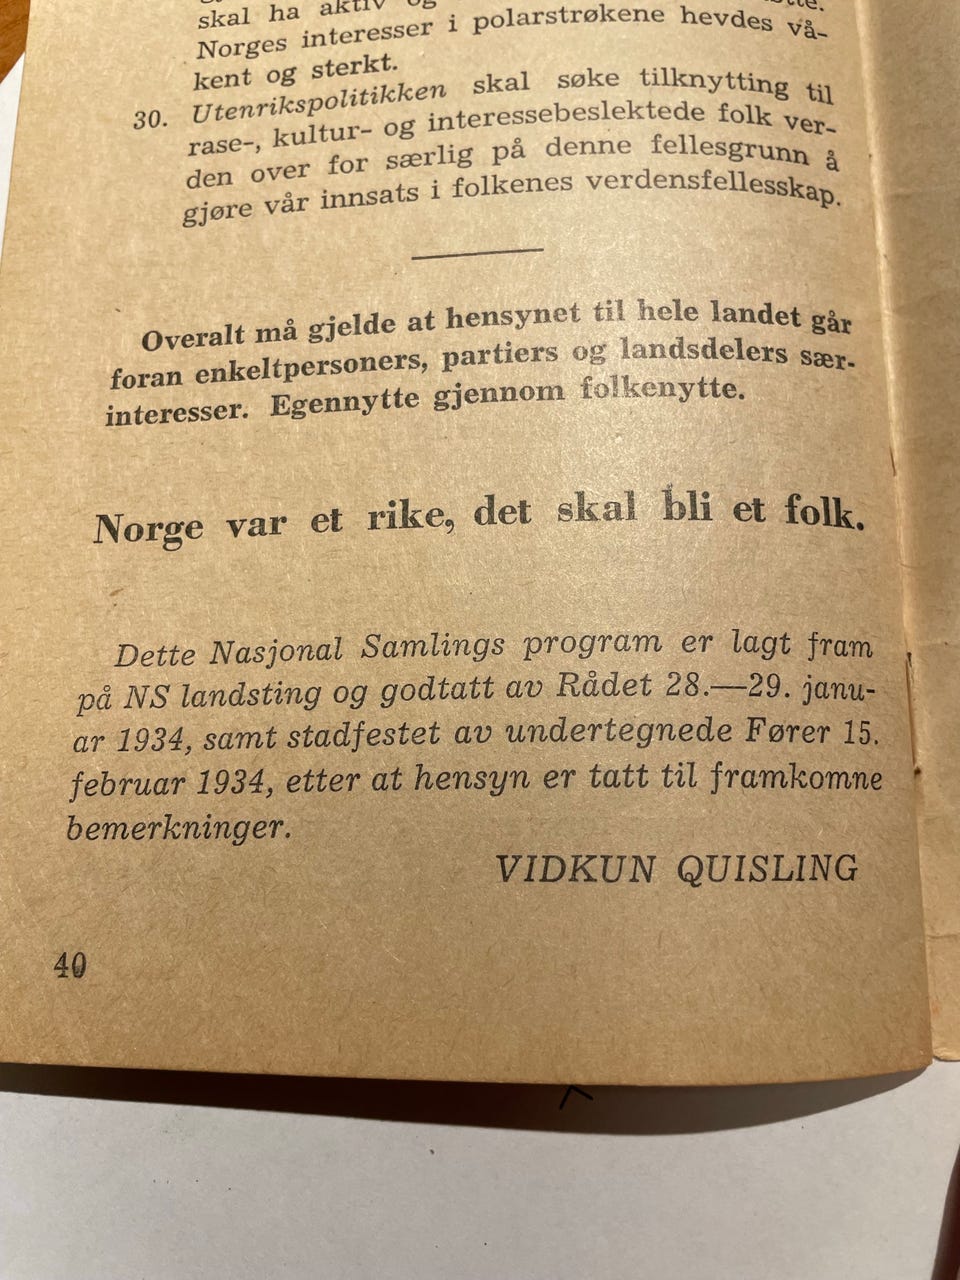 skal ha aktiv og
Norges interesser i polarstrøkene hevdes vå-
kent og sterkt.
30. Utenrikspolitikken skal søke tilknytting til
rase-, kultur- og interessebeslektede folk ver-
den over for særlig på denne fellesgrunn å
gjøre vår innsats i folkenes verdensfellesskap.
Overalt må gjelde at hensynet til hele landet går
foran enkeltpersoners, partiers og landsdelers sær-
interesser. Egennytte gjennom folkenytte.
Norge var et rike, det skal bli et folk.
Dette Nasjonal Samlings program er lagt fram
på NS landsting og godtatt av Rådet 28.—29. janu-
ar 1934, samt stadfestet av undertegnede Fører 15.
februar 1934, etter at hensyn er tatt til framkomne
bemerkninger.
VIDKUN QUISLING
40